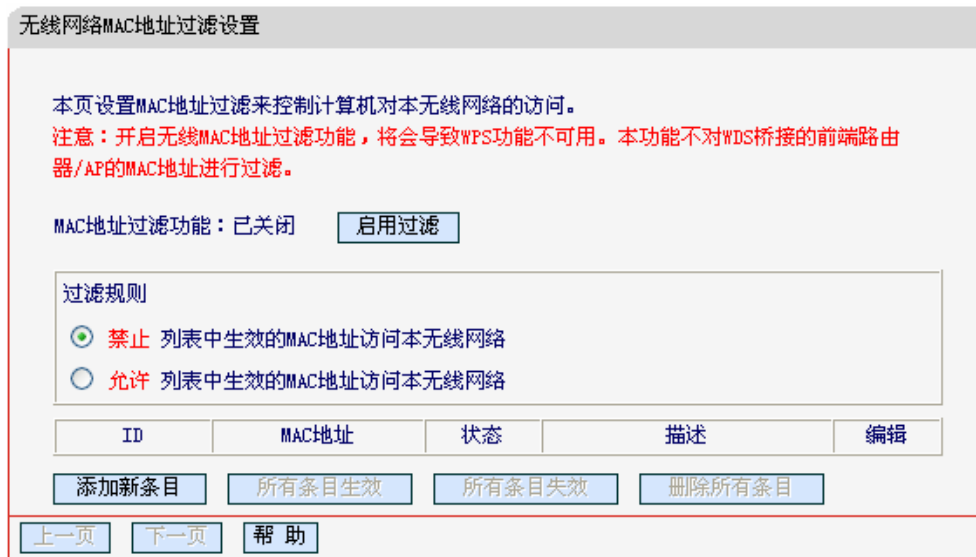 无线网络MAC地址过滤设置
本页设置MAC地址过滤来控制计算机对本无线网络的访问。
注意：开启无线MAC地址过滤功能，将会导致WPS功能不可用。本功能不对WDS桥接的前端路由
器/AP的MAC地址进行过滤。
MAC地址过滤功能：已关闭 启用过滤
过滤规则
禁止 列表中生效的MAC地址访问本无线网络
允许 列表中生效的MAC地址访问本无线网络
ID MAC地址 状态 描述 编辑
添加新条目 所有条目生效 所有条目失效 删除所有条目
上一页 下一页 帮 助